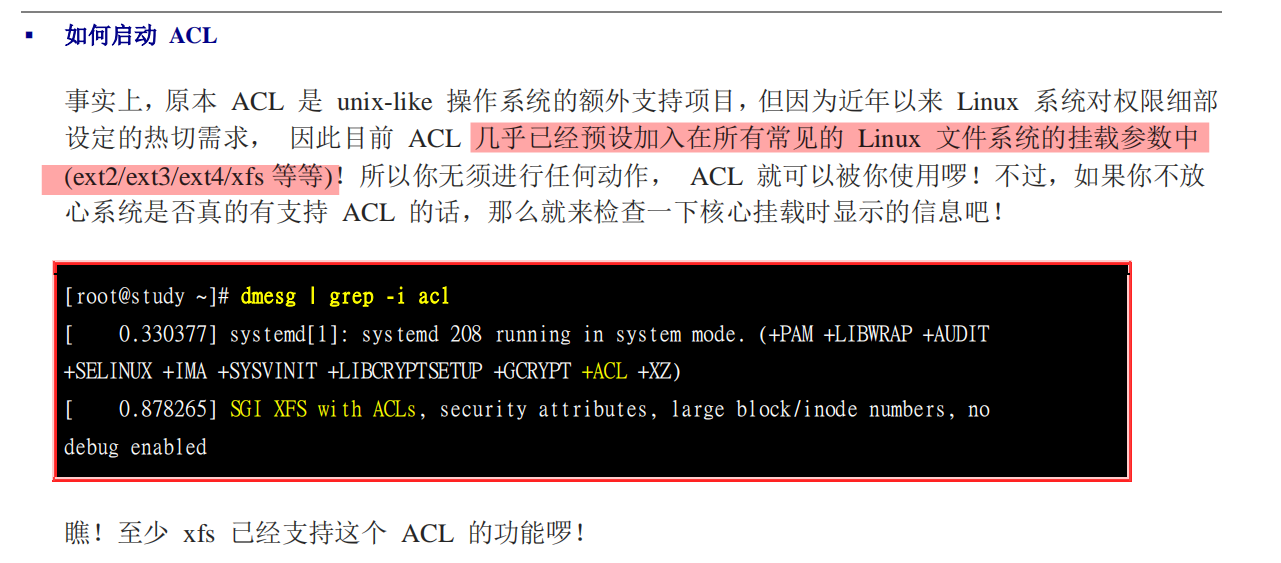 ▪ 如何启动 ACL
事实上，原本 ACL 是 unix-like 操作系统的额外支持项目，但因为近年以来 Linux 系统对权限细部
设定的热切需求， 因此目前 ACL 几乎已经预设加入在所有常见的 Linux 文件系统的挂载参数中
(ext2/ext3/ext4/xfs 等等)！所以你无须进行任何动作， ACL 就可以被你使用啰！不过，如果你不放
心系统是否真的有支持 ACL 的话，那么就来检查一下核心挂载时显示的信息吧！
[root@study ~]# dmesg | grep -i acl
[    0.330377] systemd[1]: systemd 208 running in system mode. (+PAM +LIBWRAP +AUDIT
+SELINUX +IMA +SYSVINIT +LIBCRYPTSETUP +GCRYPT +ACL +XZ)
[    0.878265] SGI XFS with ACLs, security attributes, large block/inode numbers, no
debug enabled
瞧！至少 xfs 已经支持这个 ACL 的功能啰！